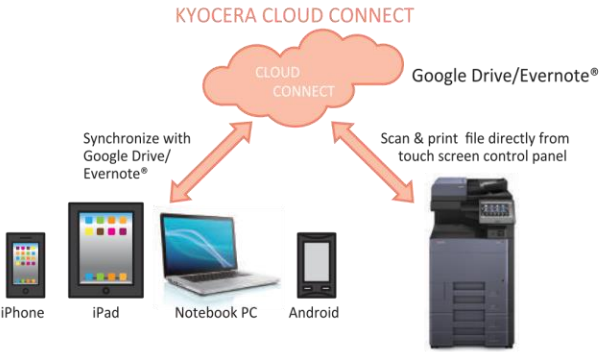 KYOCERA CLOUD CONNECT
CLOUD
CONNECT
Google Drive/Evernote®
Synchronize with
Google Drive/
Evernote®
Scan & print file directly from
touch screen control panel
iPhone
iPad
Notebook PC
Android